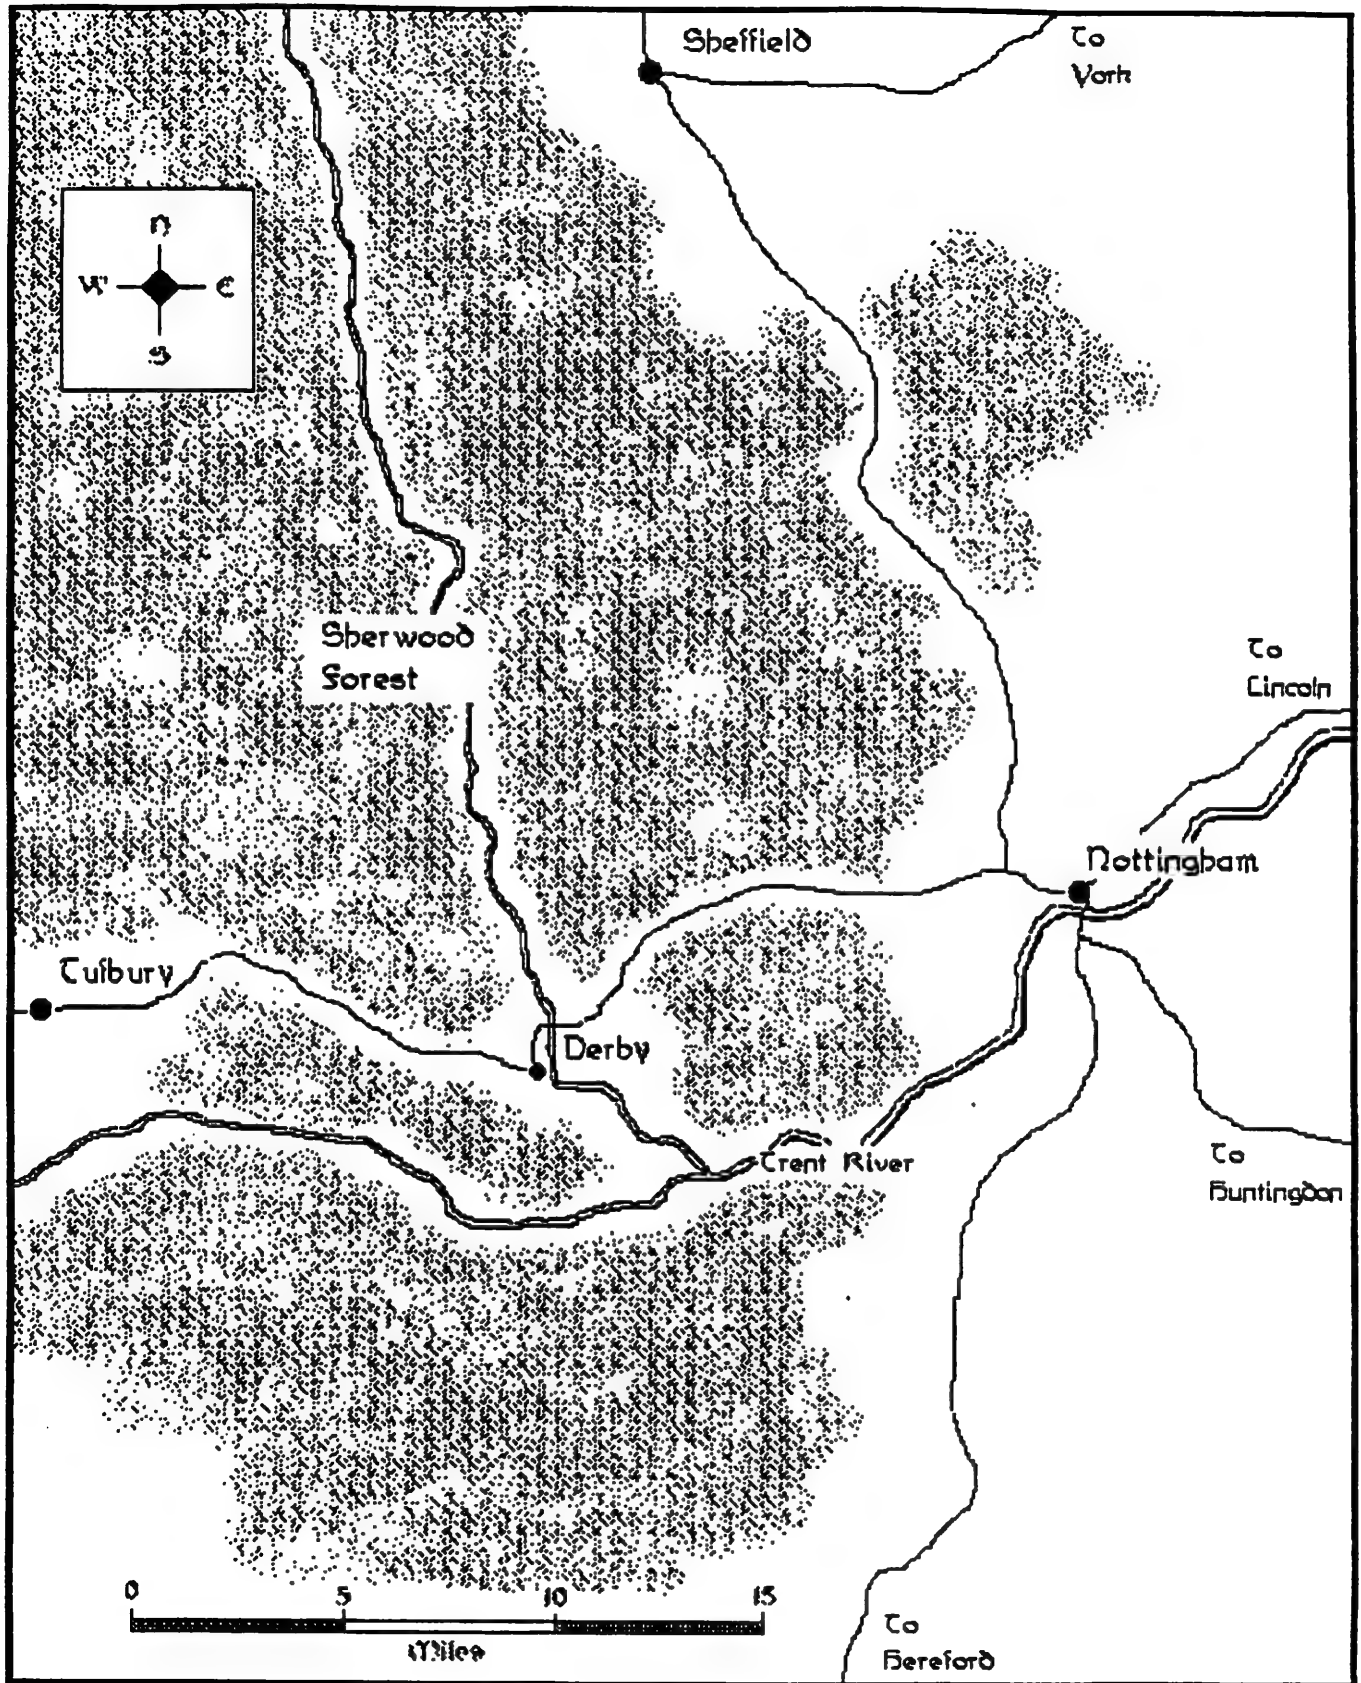 Sheffield
To
York
N
W
E
S
Sherwood
Forest
To
Lincoln
Nottingham
Tutbury
Derby
Trent River
To
Huntingdon
0 5 10 15
Miles
To
Hereford